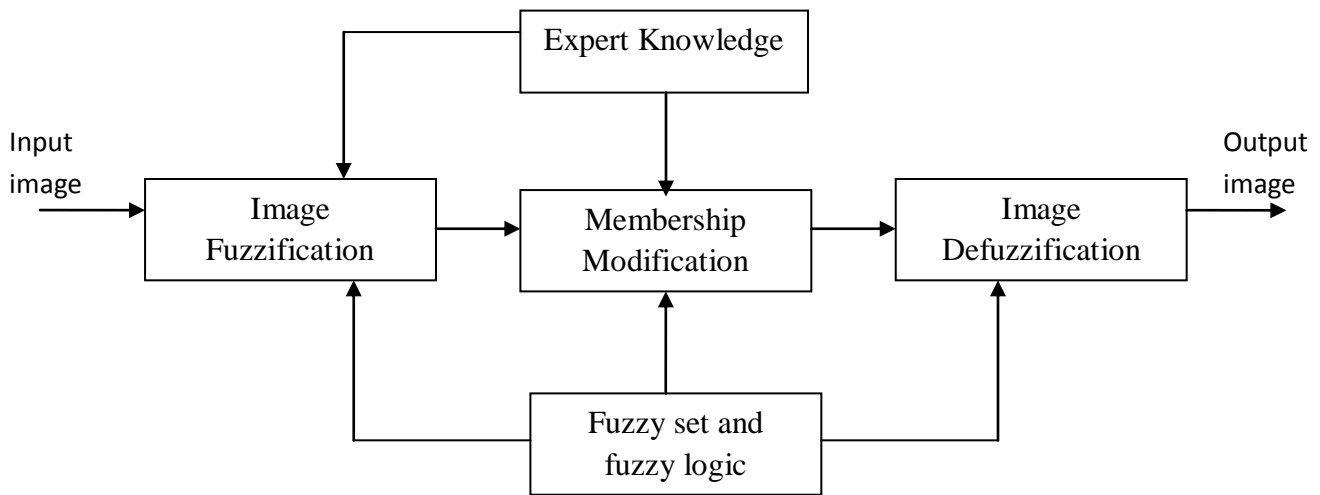 Expert Knowledge
Input
image
Output
image
Image
Fuzzification
Membership
Modification
Image
Defuzzification
Fuzzy set and
fuzzy logic